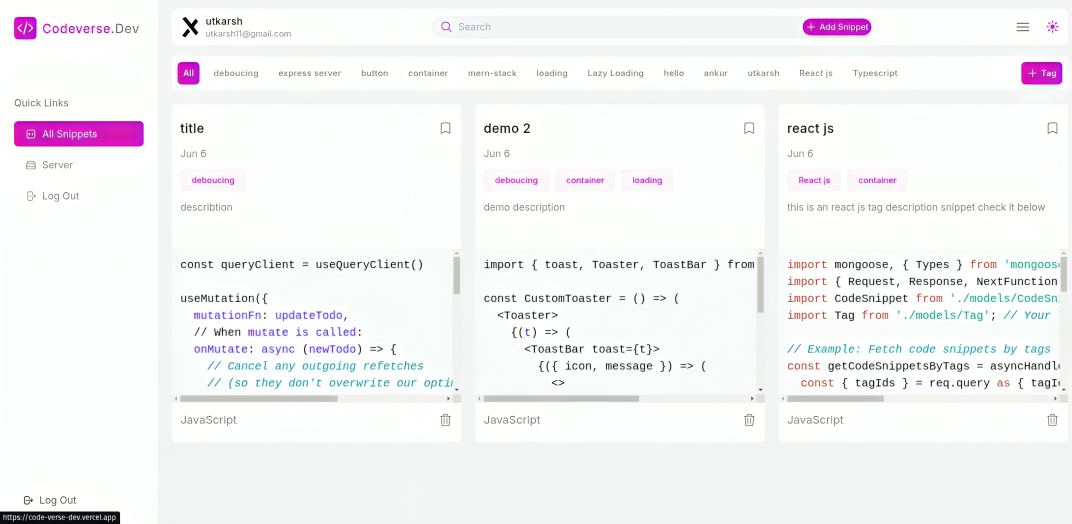 Codeverse.Dev
Quick Links
All Snippets
Server
Log Out
Log Out
https://code-verse-dev.vercel.app
utkarsh
utkarsh11@gmail.com
Search
+ Add Snippet
All deboucing express server button container mern-stack loading Lazy Loading hello ankur utkarsh React js Typescript
+ Tag
title
Jun 6
deboucing
describtion
const queryClient = useQueryClient()
useMutation({
mutationFn: updateTodo,
// When mutate is called:
onMutate: async (newTodo) => {
// Cancel any outgoing refetches
// (so they don't overwrite our opti
JavaScript
demo 2
Jun 6
deboucing container loading
demo description
import { toast, Toaster, ToastBar } from
const CustomToaster = () => (
<Toaster>
{(t) => (
<ToastBar toast={t}>
{({ icon, message }) => (
<>
JavaScript
react js
Jun 6
React js container
this is an react js tag description snippet check it below
import mongoose, { Types } from 'mongoose
import { Request, Response, NextFunction
import CodeSnippet from './models/CodeSn
import Tag from './models/Tag'; // Your
// Example: Fetch code snippets by tags
const getCodeSnippetsByTags = asyncHandl
const { tagIds } = req.query as { tagI
JavaScript